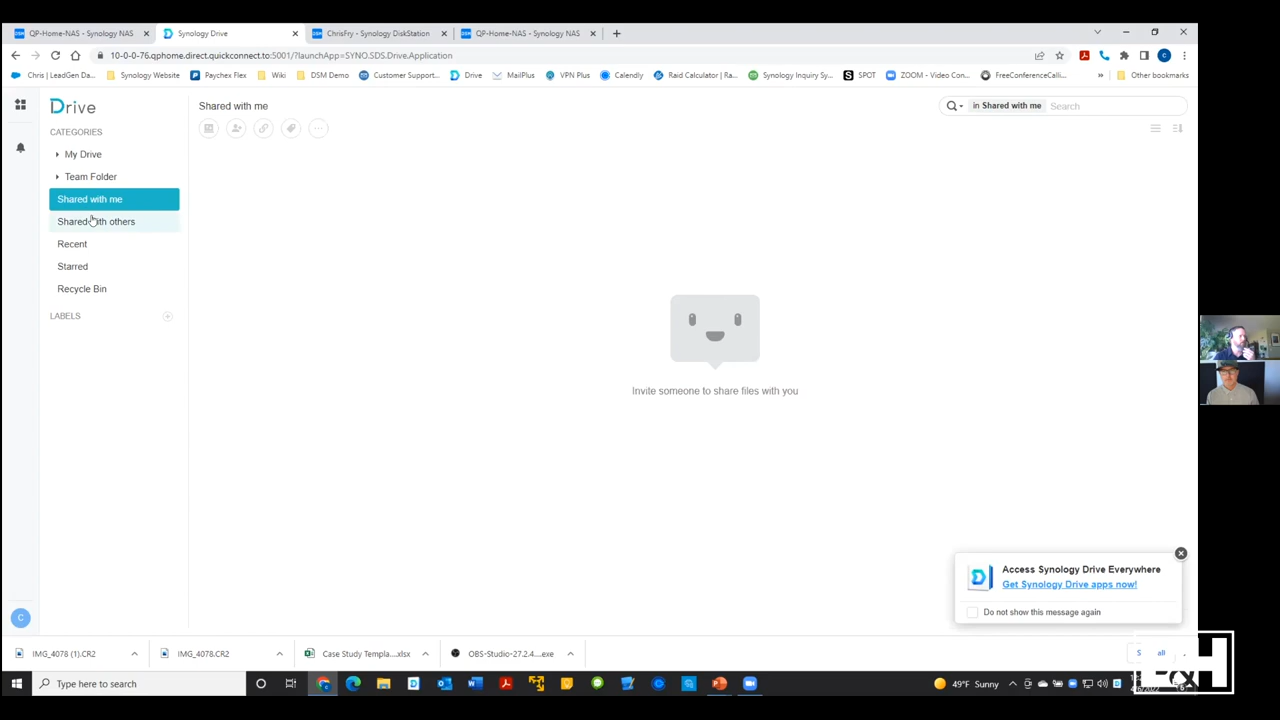 QP-Home-NAS - Synology NAS
Synology Drive
ChrisFry - Synology DiskStation
QP-Home-NAS - Synology NAS
10-0-0-76.qphome.direct.quickconnect.to:5001/?launchApp=SYNO.SDS.Drive.Application
Chris | LeadGen Da...
Synology Website
Paychex Flex
Wiki
DSM Demo
Customer Support...
Drive
MailPlus
VPN Plus
Calendly
Raid Calculator | Ra...
Synology Inquiry Sy...
SPOT
ZOOM - Video Con...
FreeConferenceCalli...
Other bookmarks
Drive
CATEGORIES
My Drive
Team Folder
Shared with me
Shared with others
Recent
Starred
Recycle Bin
LABELS
C
Shared with me
in Shared with me
Search
Invite someone to share files with you
Access Synology Drive Everywhere
Get Synology Drive apps now!
Do not show this message again
IMG_4078 (1).CR2
IMG_4078.CR2
Case Study Templa....xlsx
OBS-Studio-27.2.4....exe
Type here to search
49°F Sunny